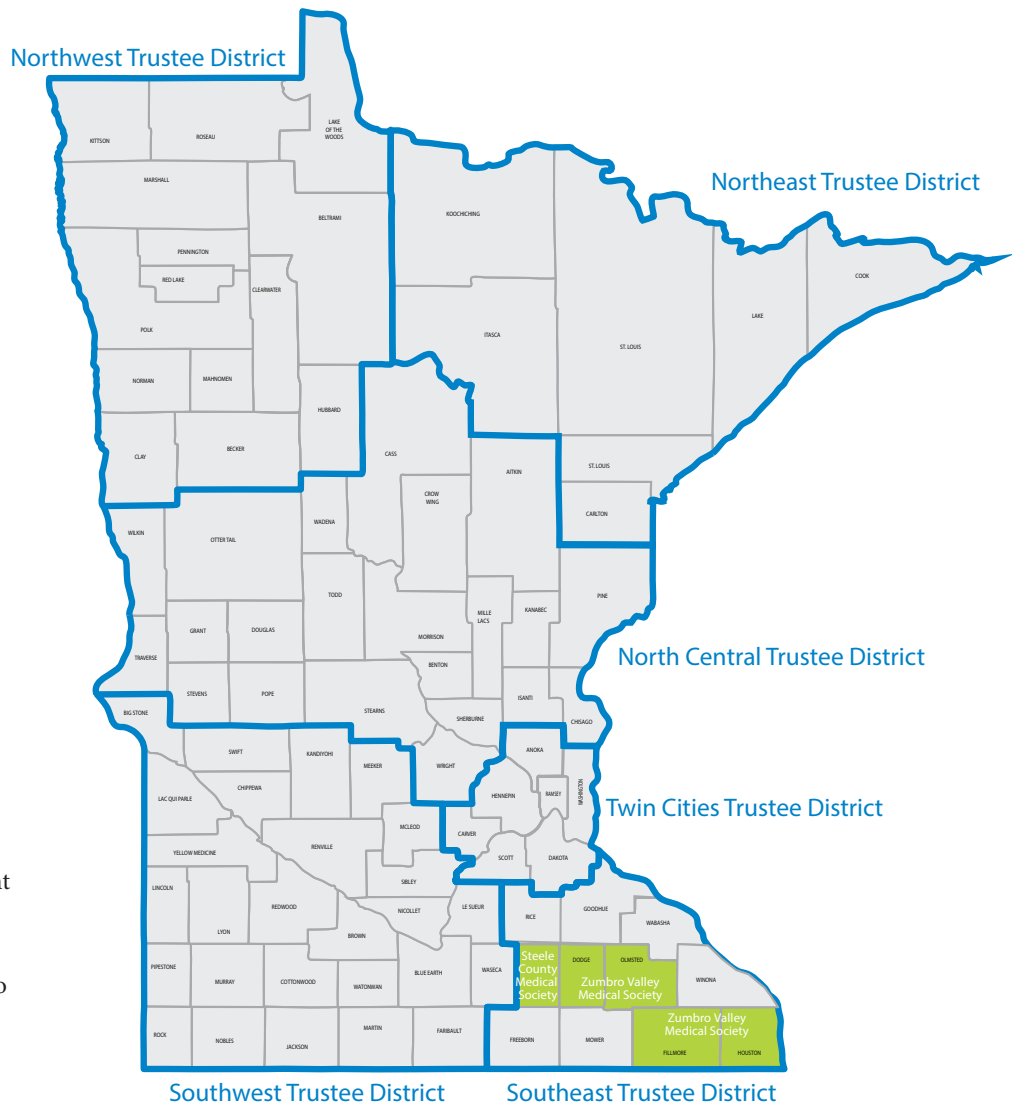 Northwest Trustee District
LAKE
OF THE
WOODS
KITTSON
ROSEAU
MARSHALL
Northeast Trustee District
KOOCHICHING
BELTRAMI
PENNINGTON
RED LAKE
CLEARWATER
COOK
LAKE
POLK
ITASCA
ST. LOUIS
NORMAN
MAHNOMEN
HUBBARD
CLAY
BECKER
CASS
AITKIN
ST. LOUIS
CROW
WING
CARLTON
WADENA
WILKIN
OTTER TAIL
TODD
PINE
MILLE
LACS
KANABEC
GRANT
DOUGLAS
MORRISON
TRAVERSE
BENTON
North Central Trustee District
STEVENS
POPE
ISANTI
STEARNS
BIG STONE
SHERBURNE
CHISAGO
SWIFT
KANDIYOHI
ANOKA
MEEKER
WRIGHT
CHIPPEWA
HENNEPIN
RAMSEY
WASHINGTON
LAC QUI PARLE
Twin Cities Trustee District
MCLEOD
CARVER
RENVILLE
YELLOW MEDICINE
SCOTT
DAKOTA
SIBLEY
nt
LINCOLN
REDWOOD
NICOLLET
LE SUEUR
RICE
GOODHUE
WABASHA
LYON
BROWN
Steele
County
Medical
Society
DODGE
OLMSTED
PIPESTONE
BLUE EARTH
WASECA
MURRAY
COTTONWOOD
WATONWAN
Zumbro Valley
Medical Society
WINONA
o
Zumbro Valley
Medical Society
ROCK
NOBLES
JACKSON
MARTIN
FARIBAULT
FREEBORN
MOWER
FILLMORE
HOUSTON
Southwest Trustee District
Southeast Trustee District